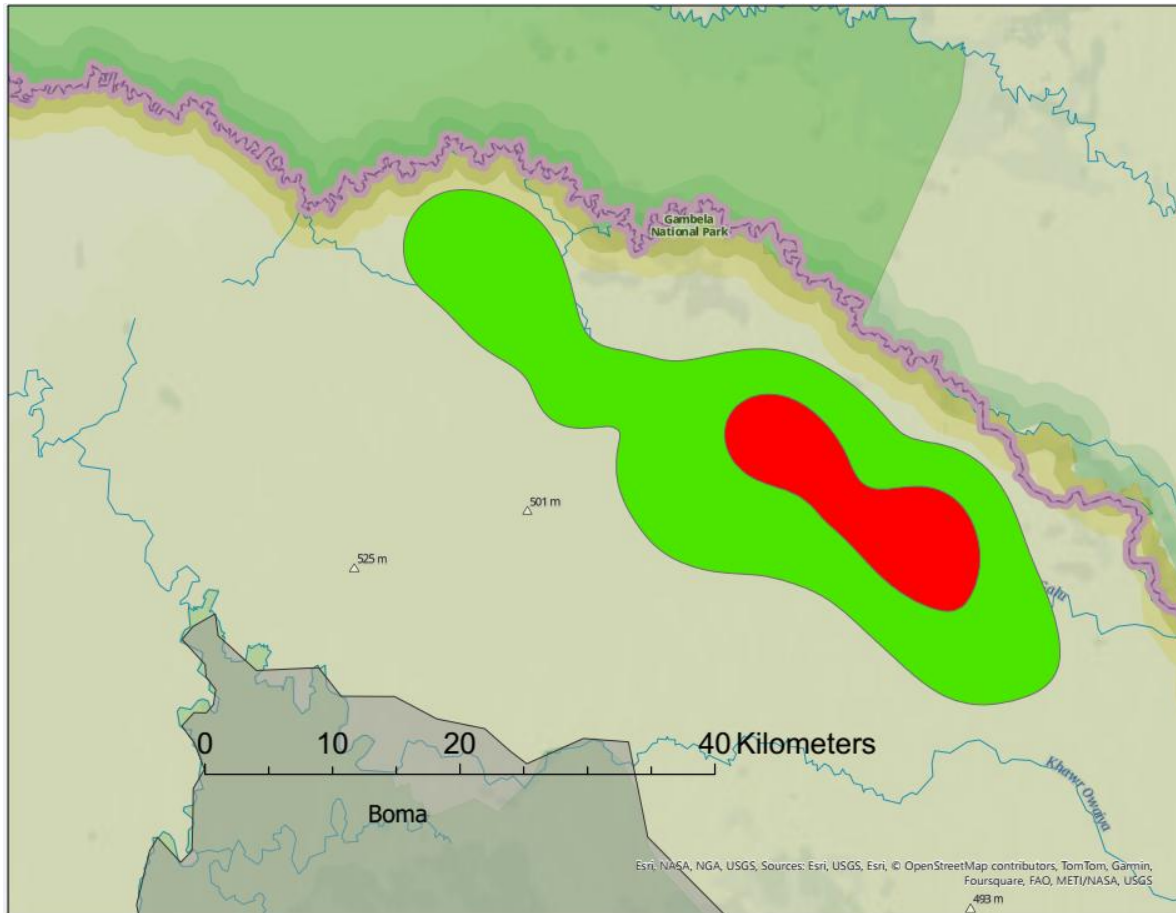 Gambela
National Park
501 m
525 m
0 10 20 40 Kilometers
Boma
Khawr Owaiya
Esri, NASA, NGA, USGS, Sources: Esri, USGS, Esri, © OpenStreetMap contributors, TomTom, Garmin,
Foursquare, FAO, METI/NASA, USGS
493 m